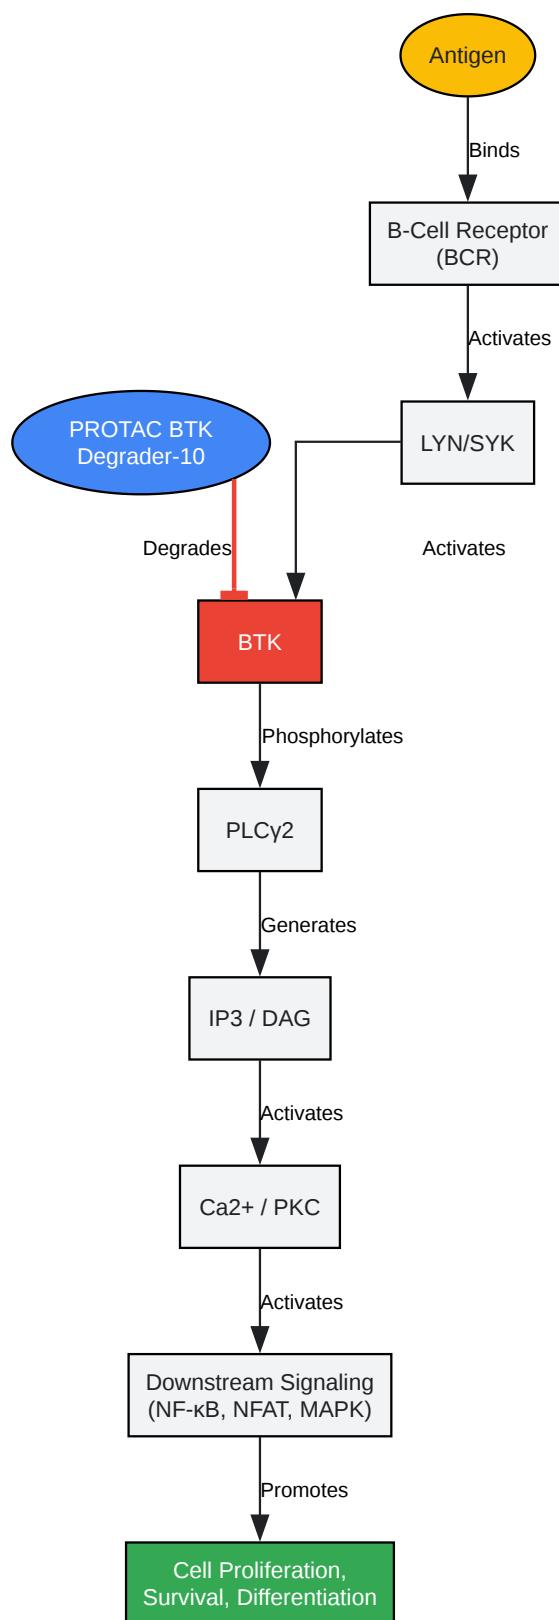 Antigen
Binds
B-Cell Receptor
(BCR)
Activates
PROTAC BTK
Degrader-10
LYN/SYK
Degrades
Activates
BTK
Phosphorylates
PLCγ2
Generates
IP3 / DAG
Activates
Ca2+ / PKC
Activates
Downstream Signaling
(NF-κB, NFAT, MAPK)
Promotes
Cell Proliferation,
Survival, Differentiation